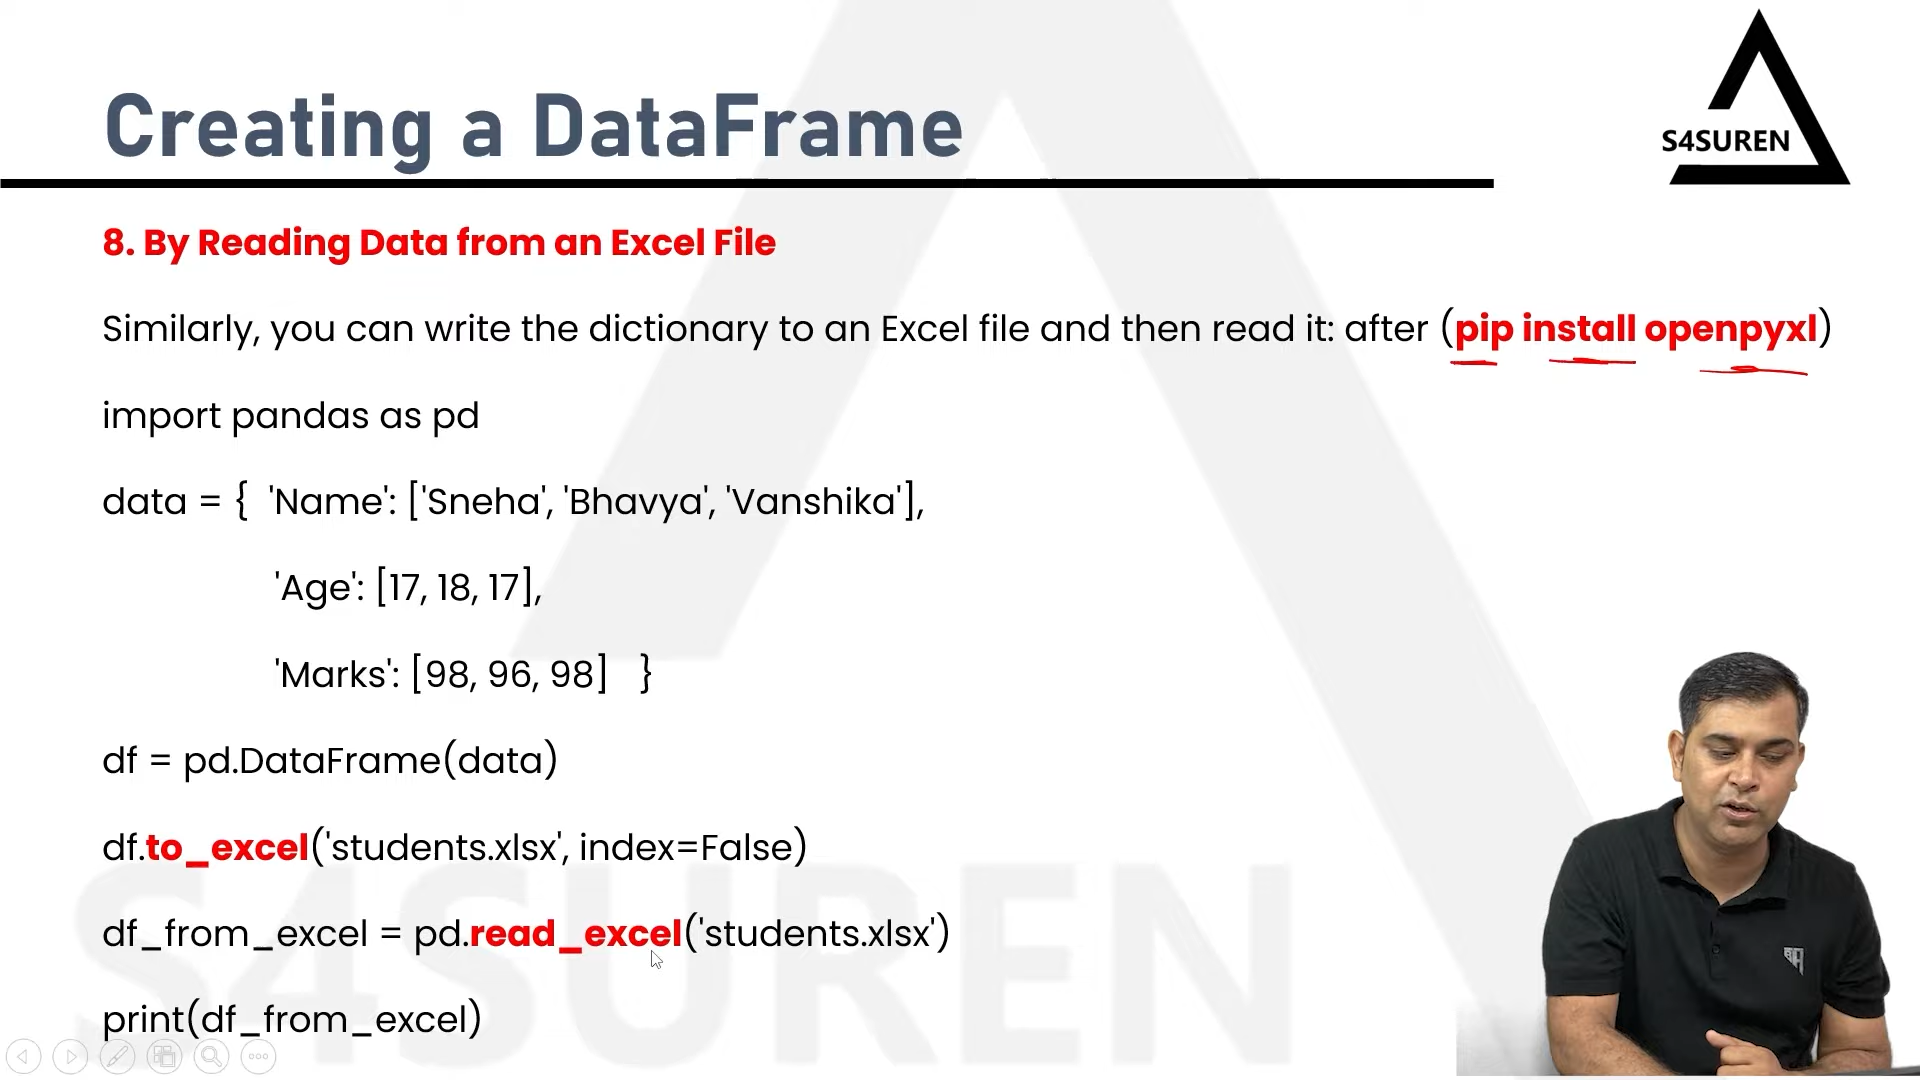 Creating a DataFrame
S4SUREN
8. By Reading Data from an Excel File
Similarly, you can write the dictionary to an Excel file and then read it: after (pip install openpyxl)
import pandas as pd
data = {  'Name': ['Sneha', 'Bhavya', 'Vanshika'],
'Age': [17, 18, 17],
'Marks': [98, 96, 98]   }
df = pd.DataFrame(data)
df.to_excel('students.xlsx', index=False)
df_from_excel = pd.read_excel('students.xlsx')
print(df_from_excel)
S4SUREN